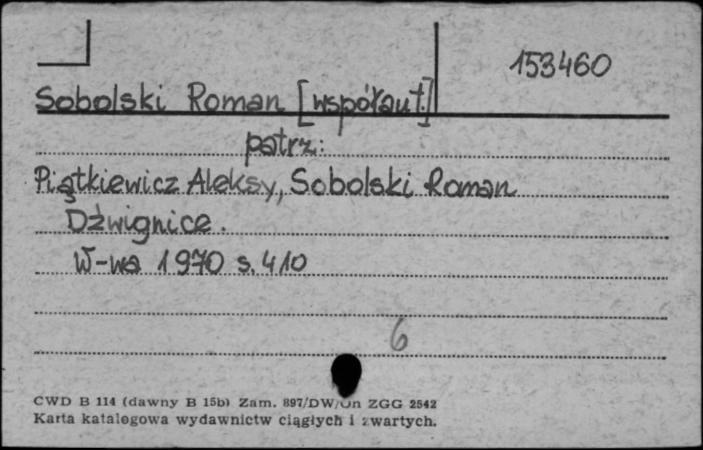 153460
Sobolski Roman [współaut.]
patrz:
Piątkiewicz Aleksy, Sobolski Roman
Dźwignice.
W-wa 1970 s. 410
6
CWD B 114 (dawny B 15b) Zam. 897/DW/Un ZGG 2542
Karta katalogowa wydawnictw ciągłych i zwartych.